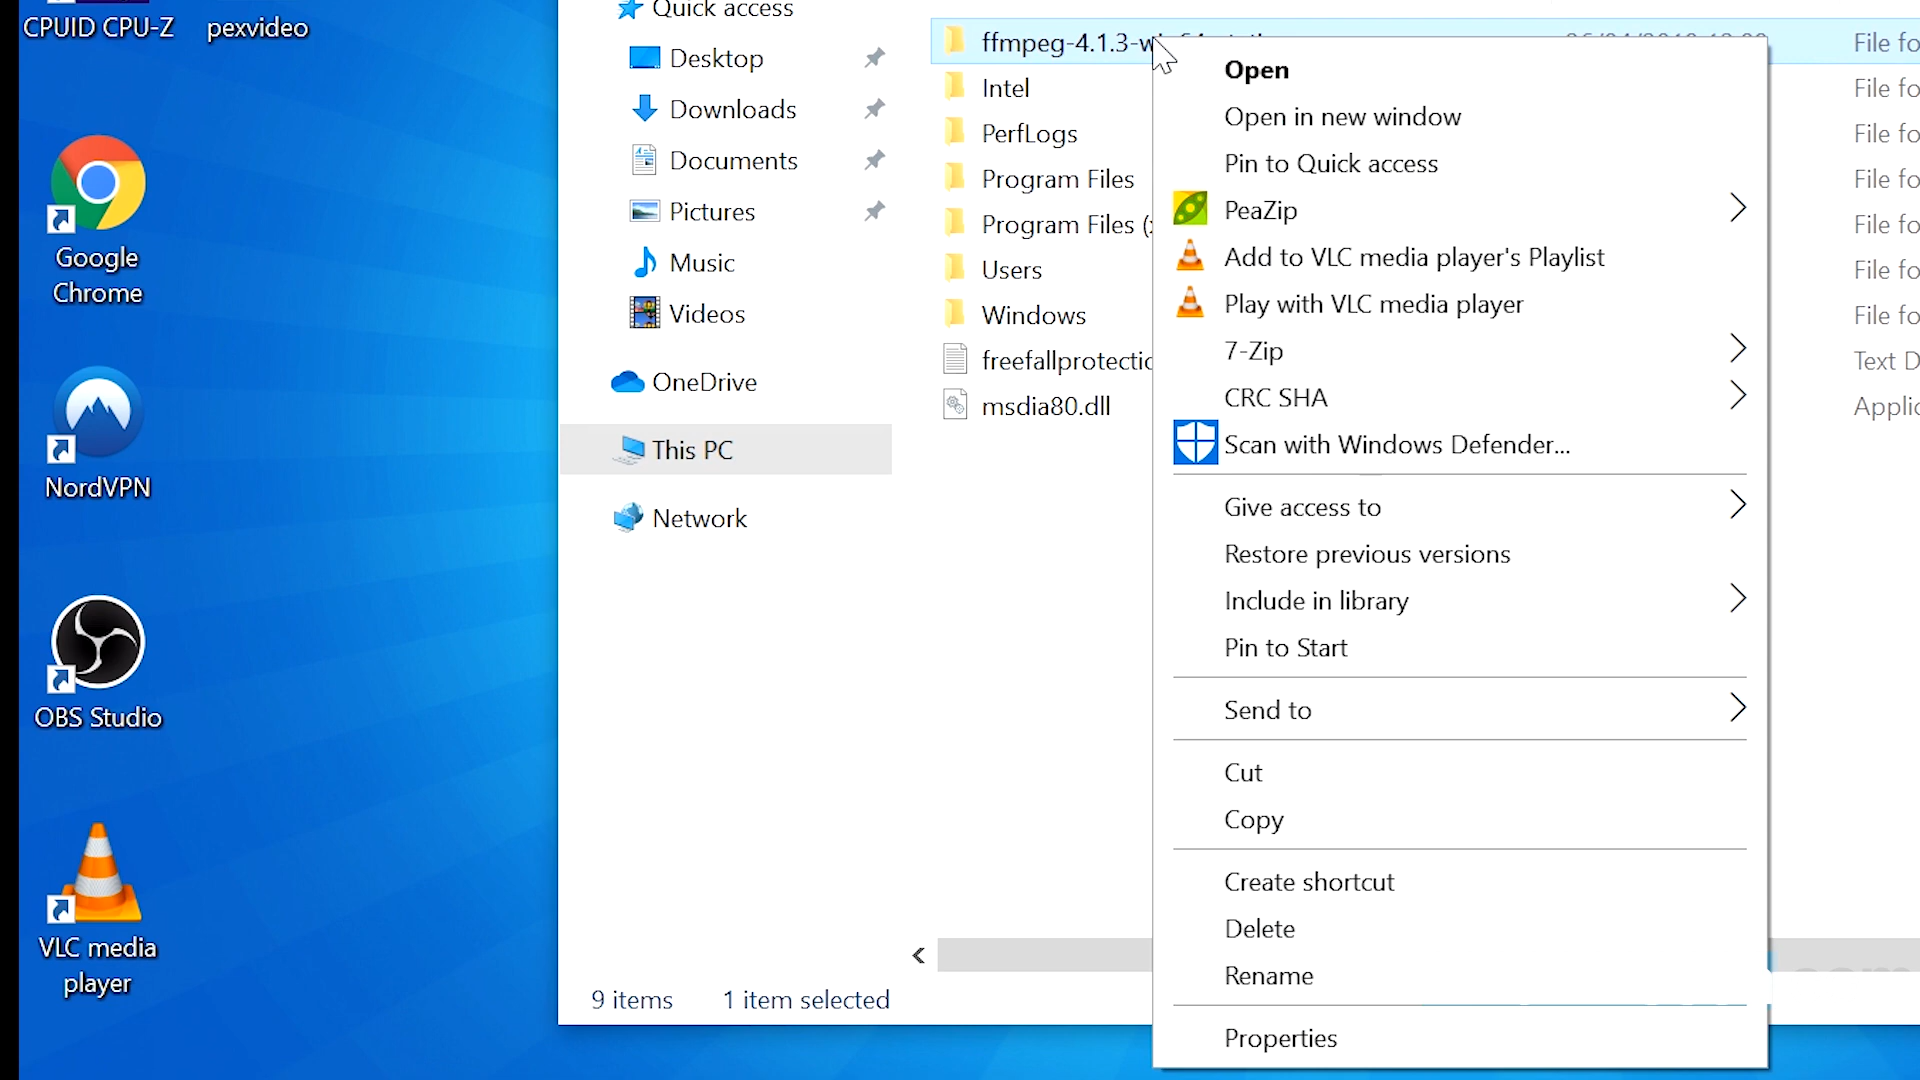 CPUID CPU-Z
pexvideo
Google
Chrome
NordVPN
OBS Studio
VLC media
player
Quick access
Desktop
Downloads
Documents
Pictures
Music
Videos
OneDrive
This PC
Network
ffmpeg-4.1.3-
File fo
Intel
File fo
PerfLogs
File fo
Program Files
File fo
Program Files (
File fo
Users
File fo
Windows
File fo
freefallprotectio
Text D
msdia80.dll
Applic
Open
Open in new window
Pin to Quick access
PeaZip
Add to VLC media player's Playlist
Play with VLC media player
7-Zip
CRC SHA
Scan with Windows Defender...
Give access to
Restore previous versions
Include in library
Pin to Start
Send to
Cut
Copy
Create shortcut
Delete
Rename
Properties
9 items
1 item selected